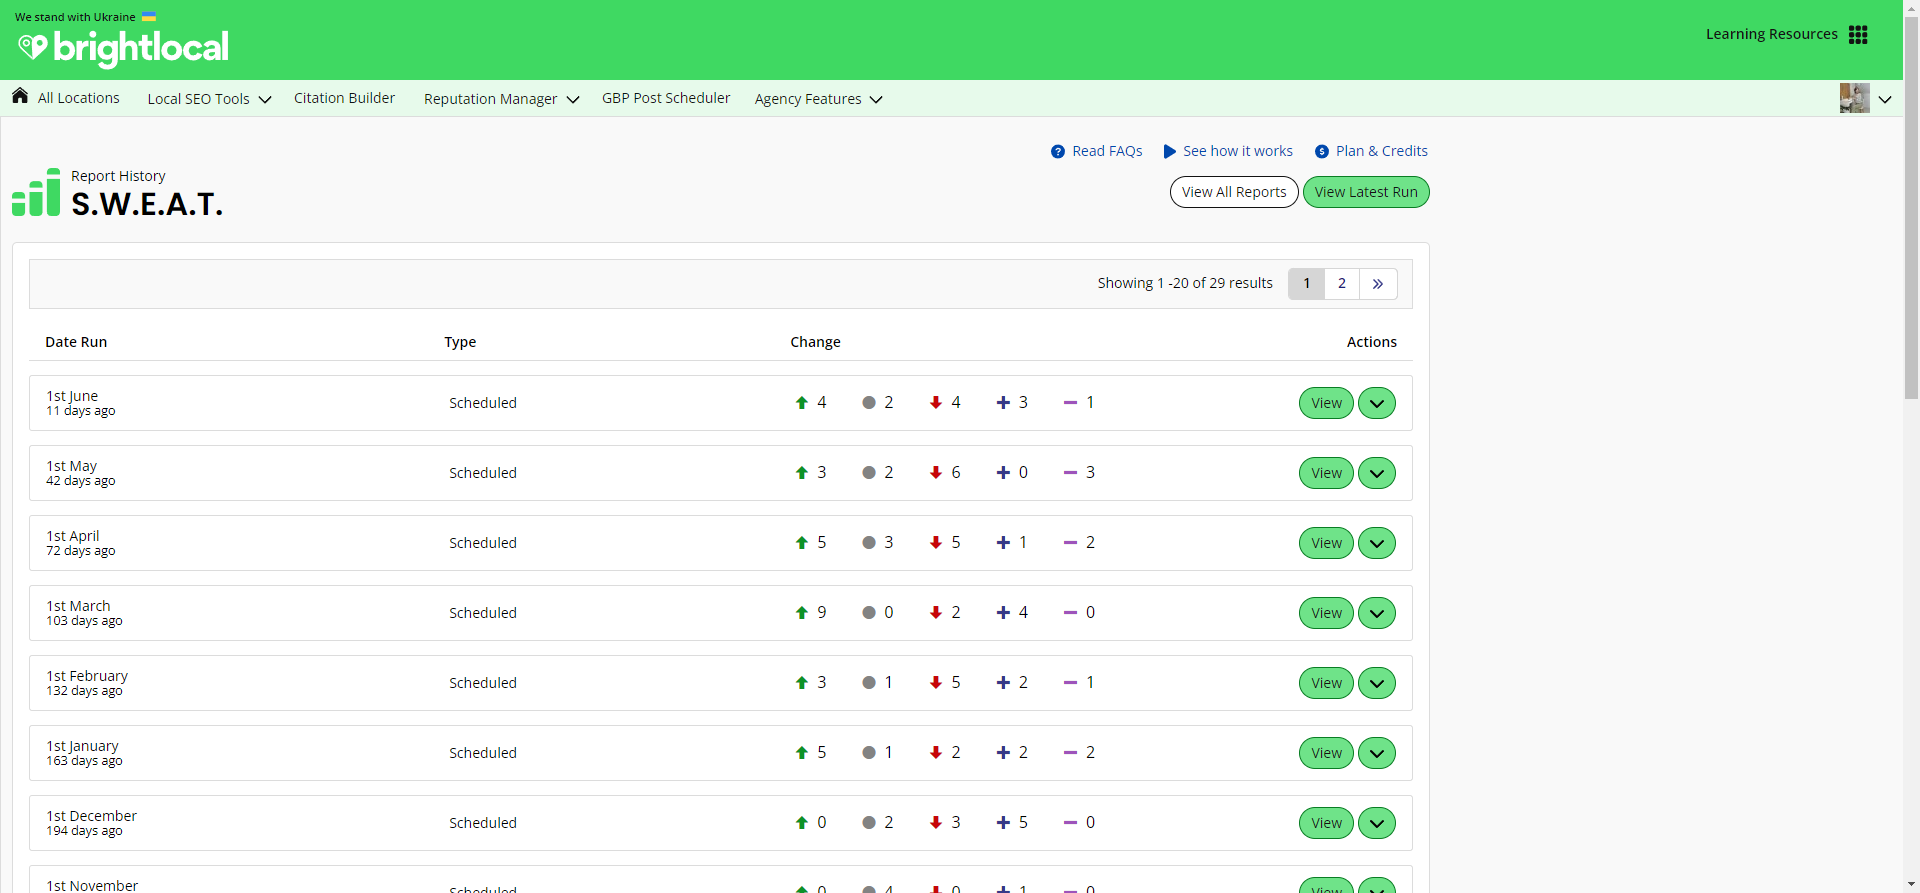 We stand with Ukraine
brightlocal
Learning Resources
All Locations Local SEO Tools Citation Builder Reputation Manager GBP Post Scheduler Agency Features
Read FAQs See how it works Plan & Credits
Report History
S.W.E.A.T.
View All Reports View Latest Run
Showing 1 -20 of 29 results 1 2 »
Date Run Type Change Actions
1st June
11 days ago
Scheduled 4 2 4 3 1 View
1st May
42 days ago
Scheduled 3 2 6 0 3 View
1st April
72 days ago
Scheduled 5 3 5 1 2 View
1st March
103 days ago
Scheduled 9 0 2 4 0 View
1st February
132 days ago
Scheduled 3 1 5 2 1 View
1st January
163 days ago
Scheduled 5 1 2 2 2 View
1st December
194 days ago
Scheduled 0 2 3 5 0 View
1st November
Scheduled 0 4 0 1 0 View